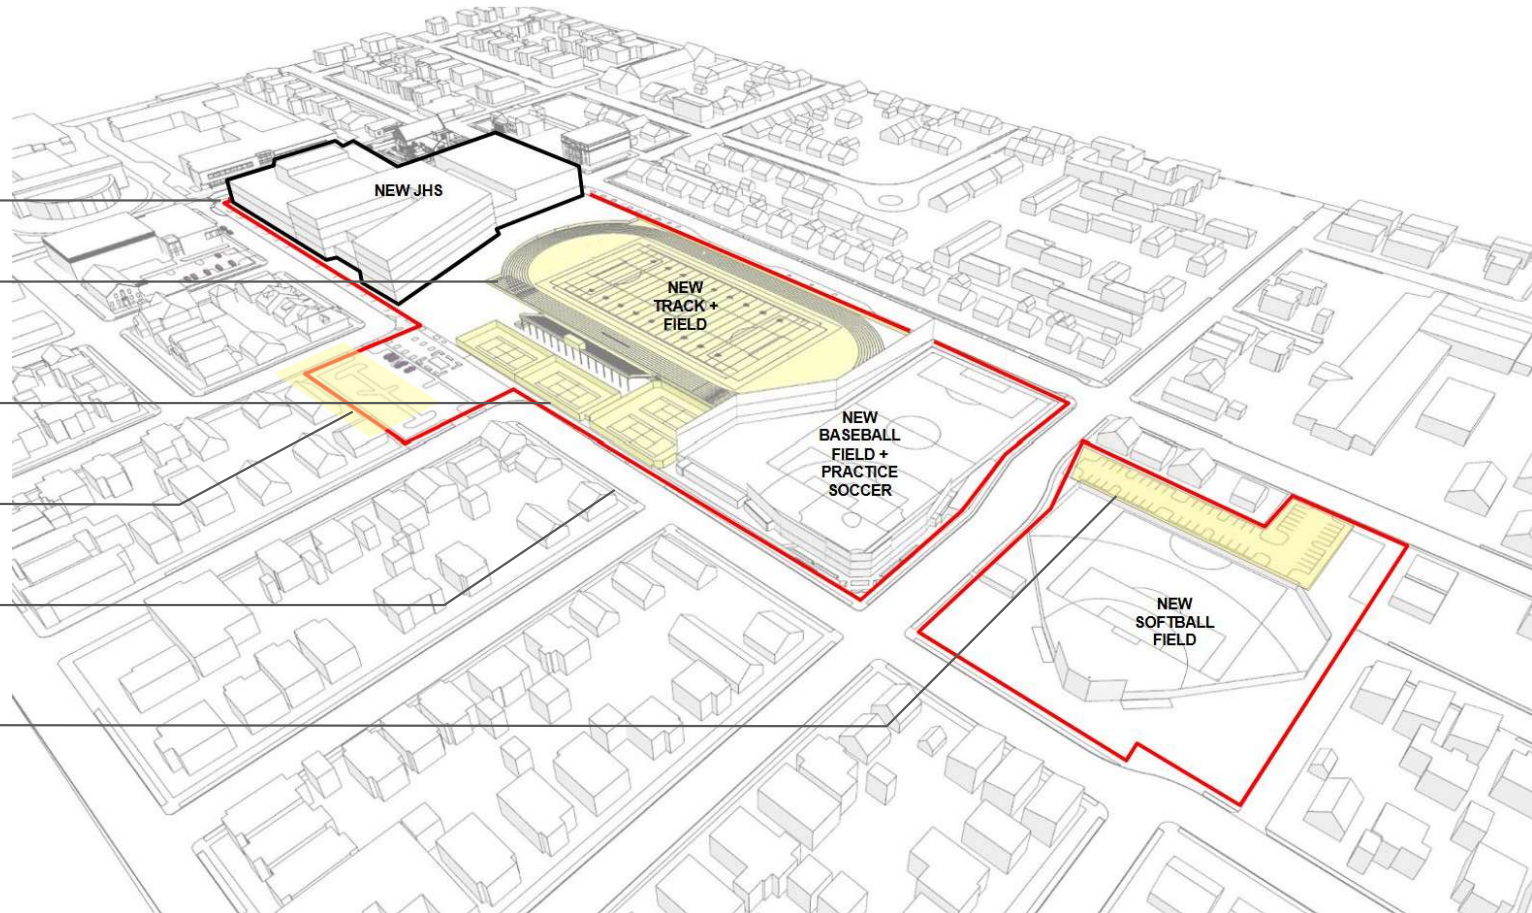 NEW JHS
NEW
TRACK +
FIELD
NEW
BASEBALL
FIELD +
PRACTICE
SOCCER
NEW
SOFTBALL
FIELD